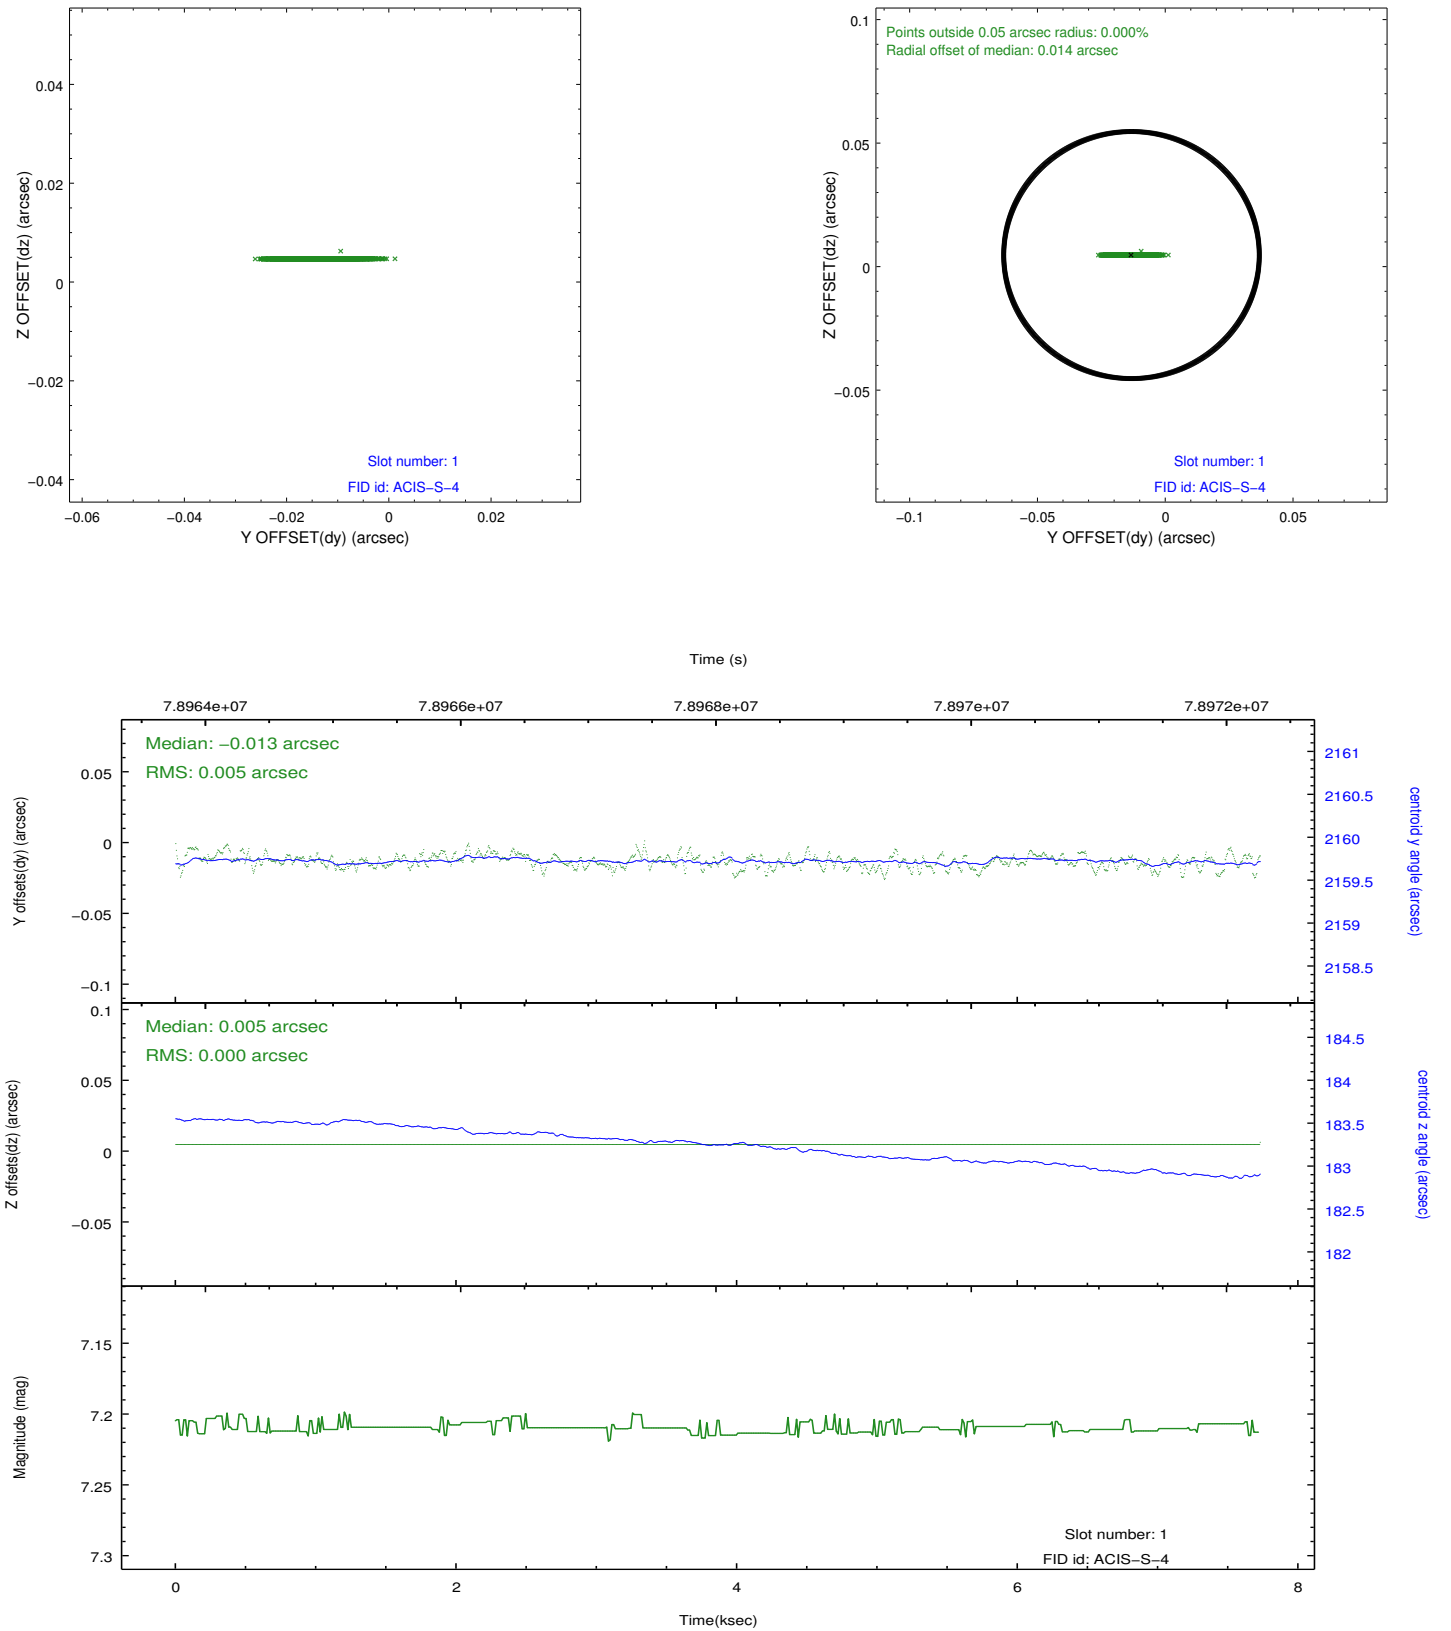 0.04
0.02
0
−0.02
−0.04
Z OFFSET(dz) (arcsec)
Slot number: 1
FID id: ACIS−S−4
−0.06
−0.04
−0.02
0
0.02
Y OFFSET(dy) (arcsec)
Points outside 0.05 arcsec radius: 0.000%
Radial offset of median: 0.014 arcsec
0.1
0.05
0
−0.05
Z OFFSET(dz) (arcsec)
Slot number: 1
FID id: ACIS−S−4
−0.1
−0.05
0
0.05
Y OFFSET(dy) (arcsec)
Time (s)
7.8964e+07
7.8966e+07
7.8968e+07
7.897e+07
7.8972e+07
Median: −0.013 arcsec
RMS: 0.005 arcsec
0.05
0
−0.05
−0.1
Y offsets(dy) (arcsec)
2161
2160.5
2160
2159.5
2159
2158.5
centroid y angle (arcsec)
Median: 0.005 arcsec
RMS: 0.000 arcsec
0.1
0.05
0
−0.05
Z offsets(dz) (arcsec)
184.5
184
183.5
183
182.5
182
centroid z angle (arcsec)
7.15
7.2
7.25
7.3
Magnitude (mag)
Slot number: 1
FID id: ACIS−S−4
0
2
4
6
8
Time(ksec)